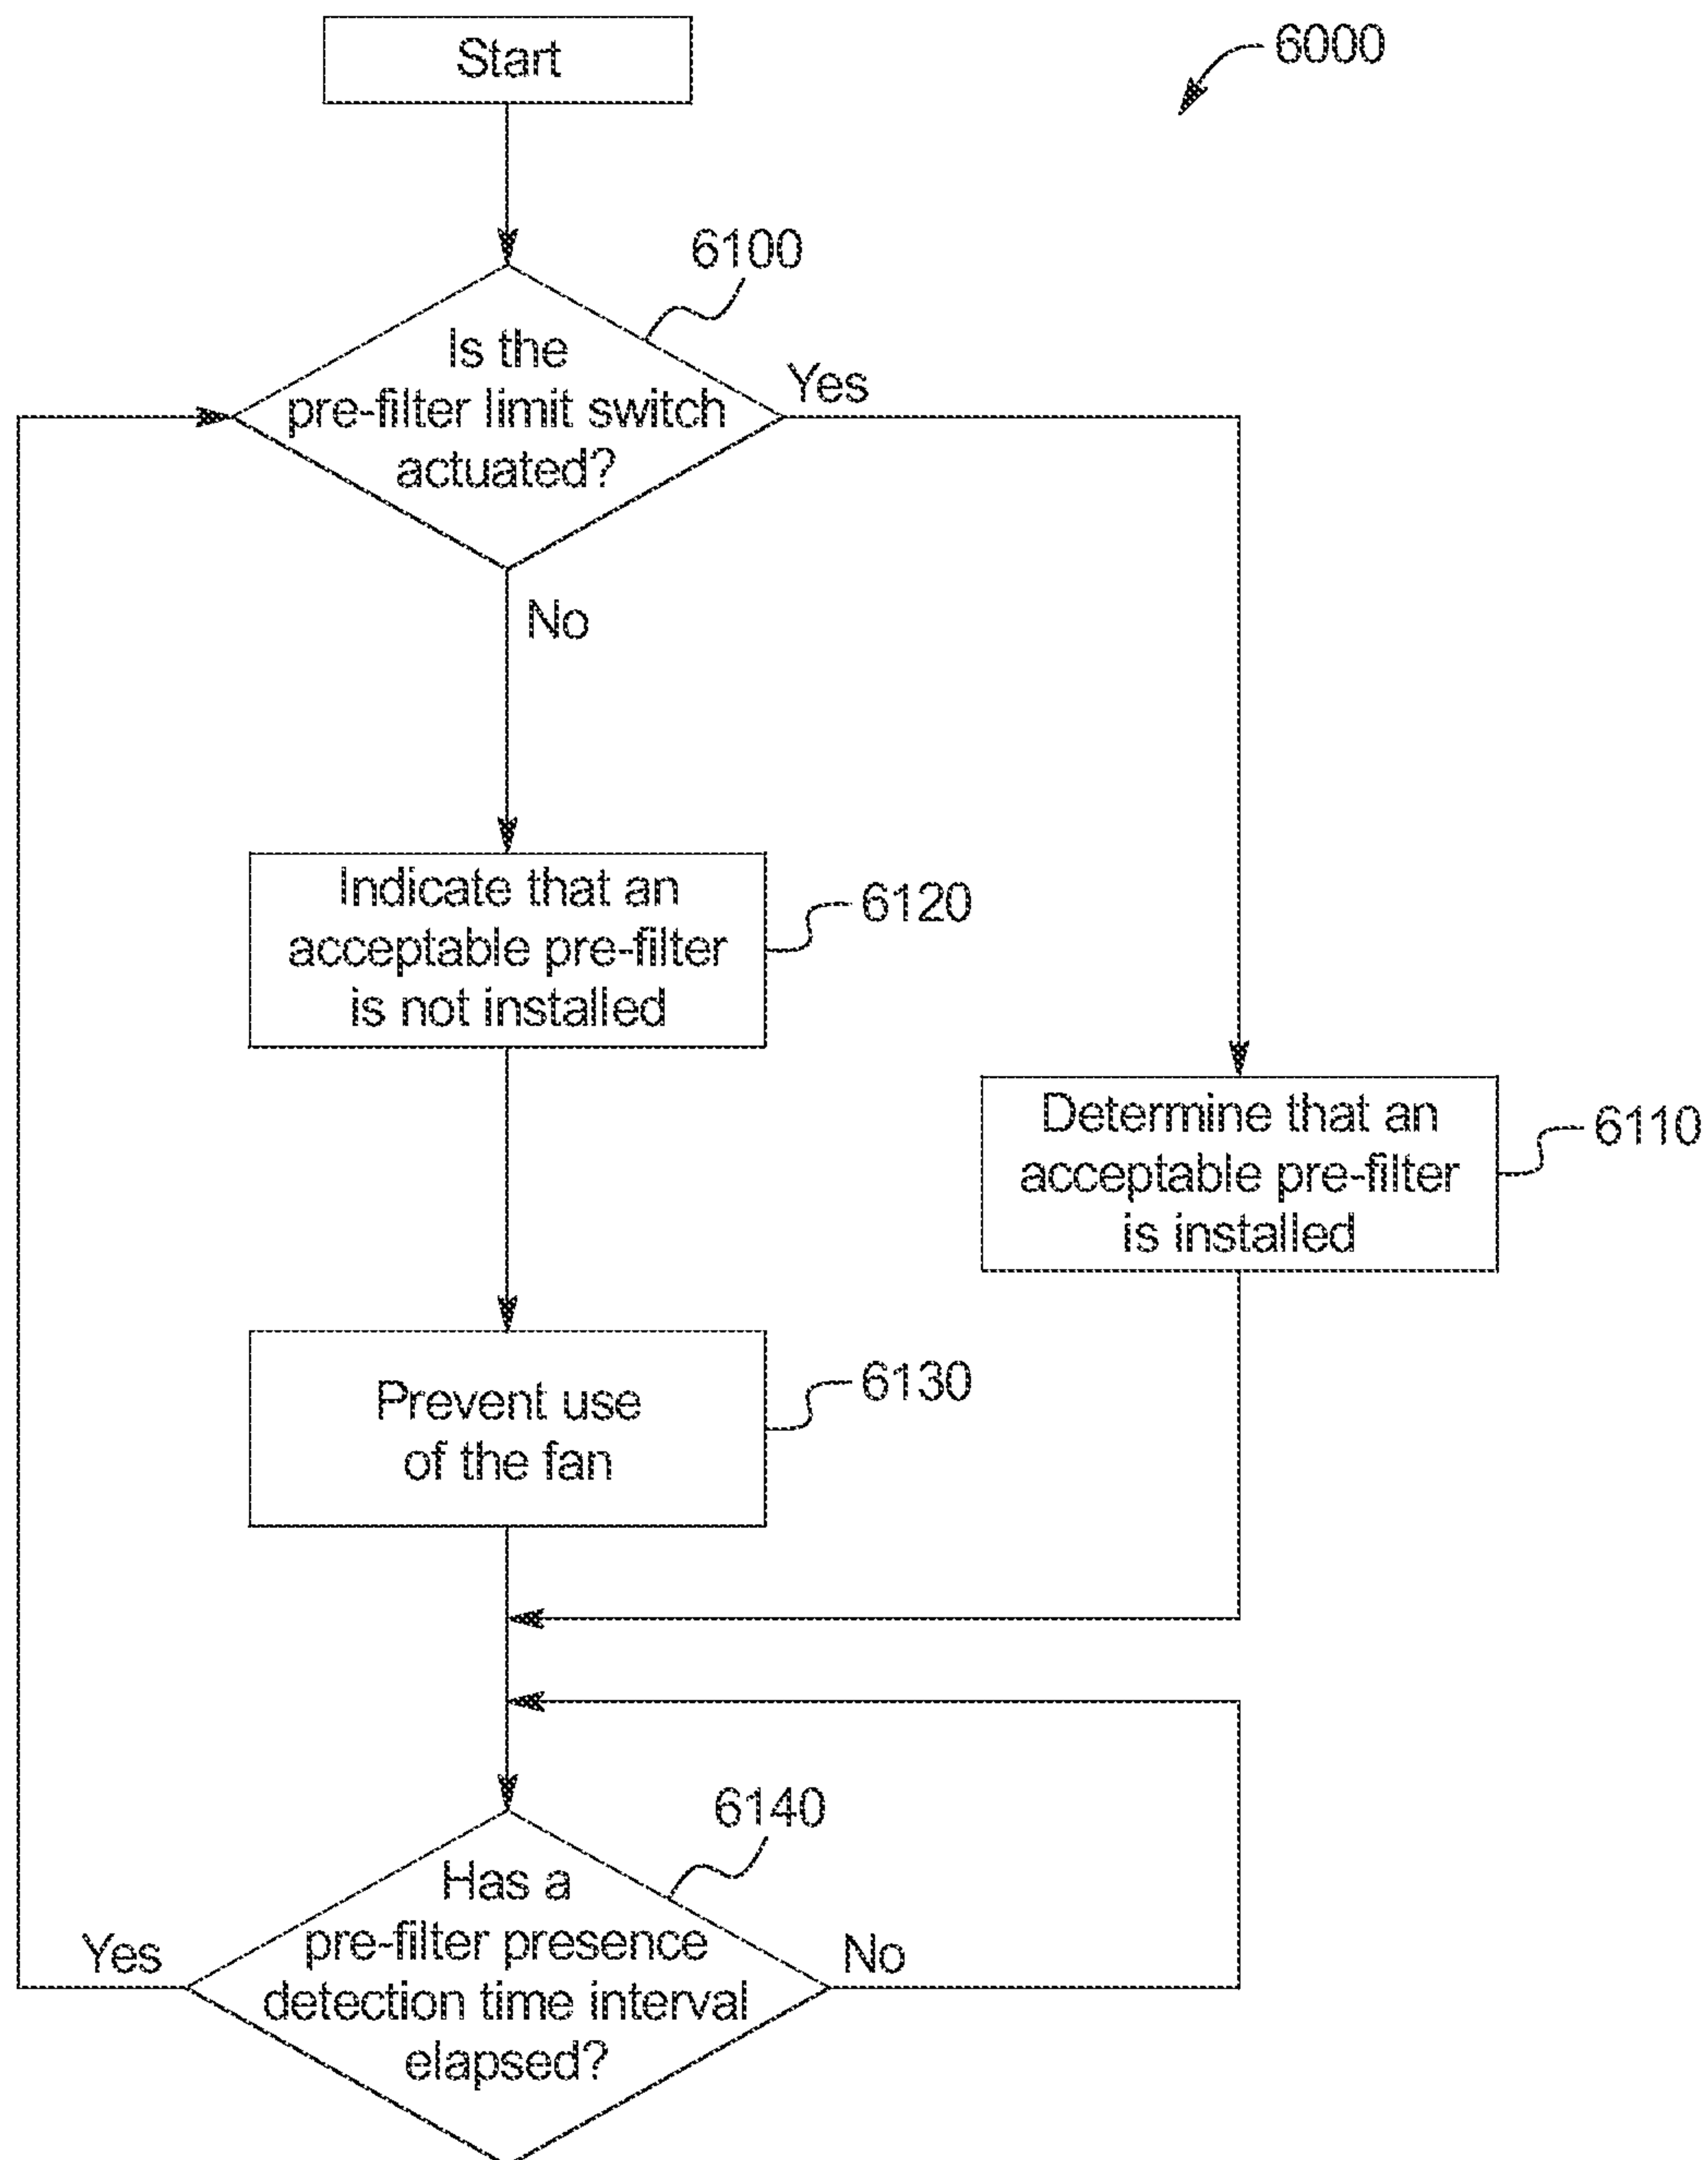 Start
6000
6100
Is the
pre-filter limit switch
actuated?
Yes
No
Indicate that an
acceptable pre-filter
is not installed
6120
Determine that an
acceptable pre-filter
is installed
6110
Prevent use
of the fan
6130
6140
Has a
pre-filter presence
detection time interval
elapsed?
Yes
No